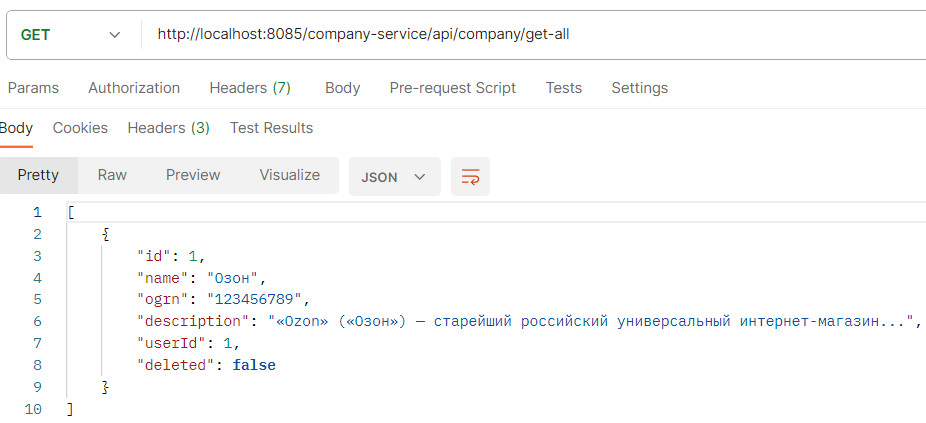 GET http://localhost:8085/company-service/api/company/get-all
Params Authorization Headers (7) Body Pre-request Script Tests Settings
Body Cookies Headers (3) Test Results
Pretty Raw Preview Visualize JSON
1 [
2 {
3 "id": 1,
4 "name": "Озон",
5 "ogrn": "123456789",
6 "description": "«Ozon» («Озон») — старейший российский универсальный интернет-магазин...",
7 "userId": 1,
8 "deleted": false
9 }
10 ]